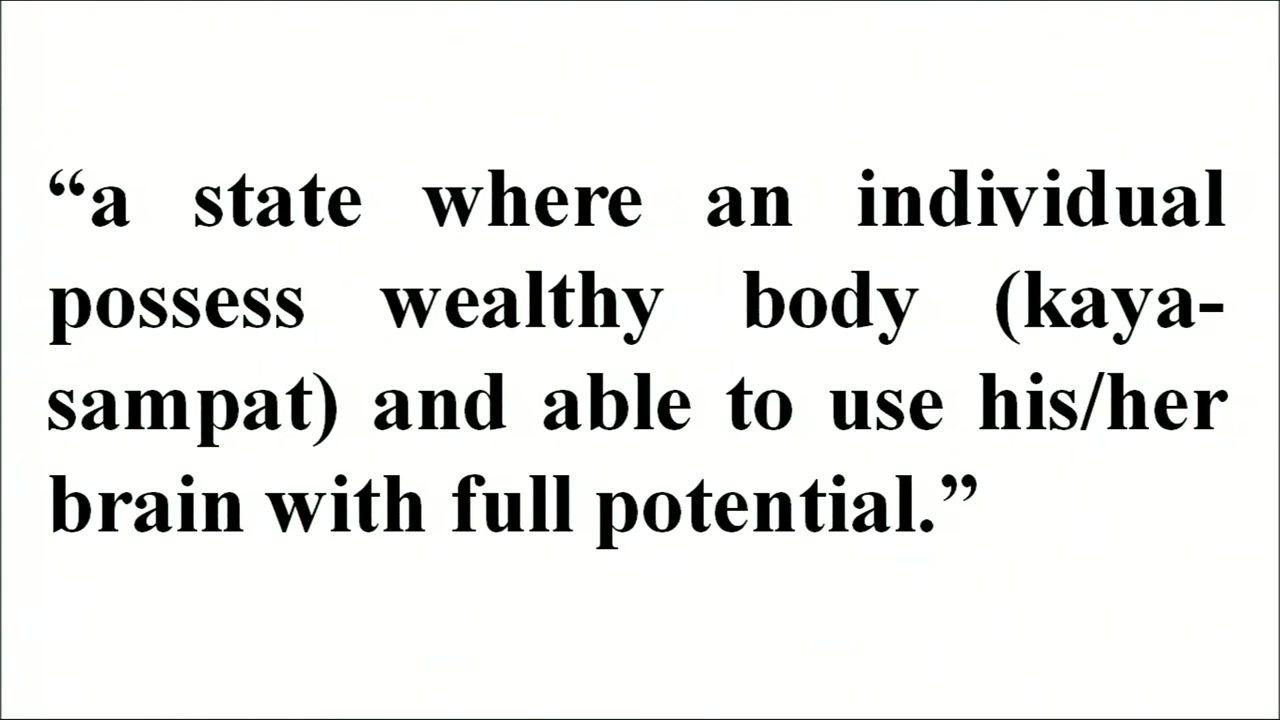 “a state where an individual
possess wealthy body (kaya-
sampat) and able to use his/her
brain with full potential.”